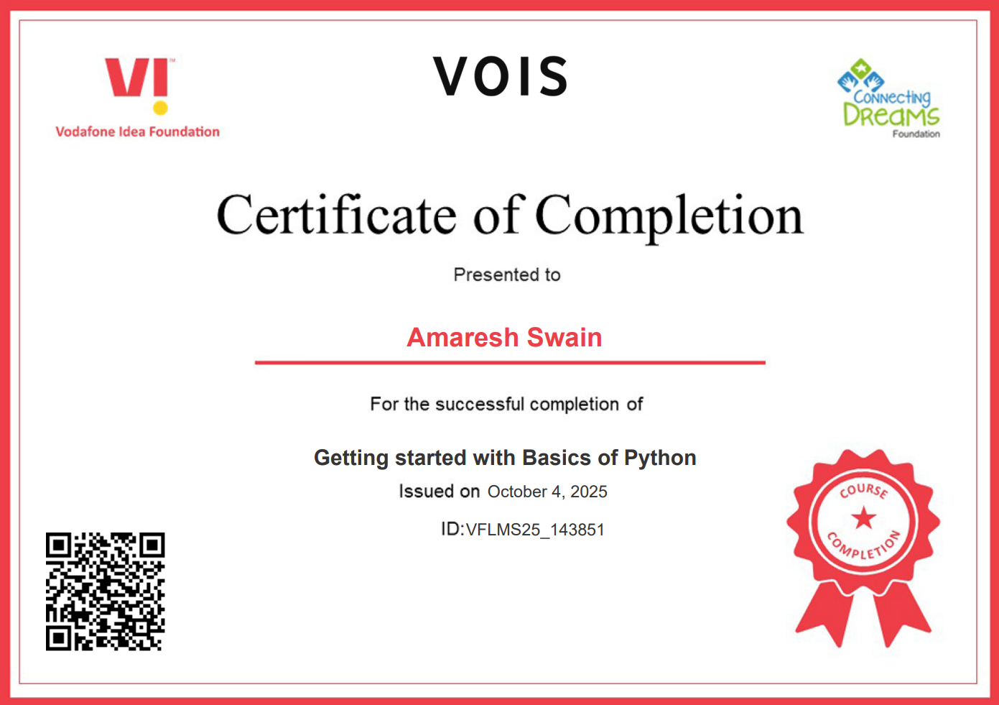 VI™
Vodafone Idea Foundation
VOIS
Connecting
Dreams
Foundation
Certificate of Completion
Presented to
Amaresh Swain
For the successful completion of
Getting started with Basics of Python
Issued on October 4, 2025
ID:VFLMS25_143851
COURSE
COMPLETION